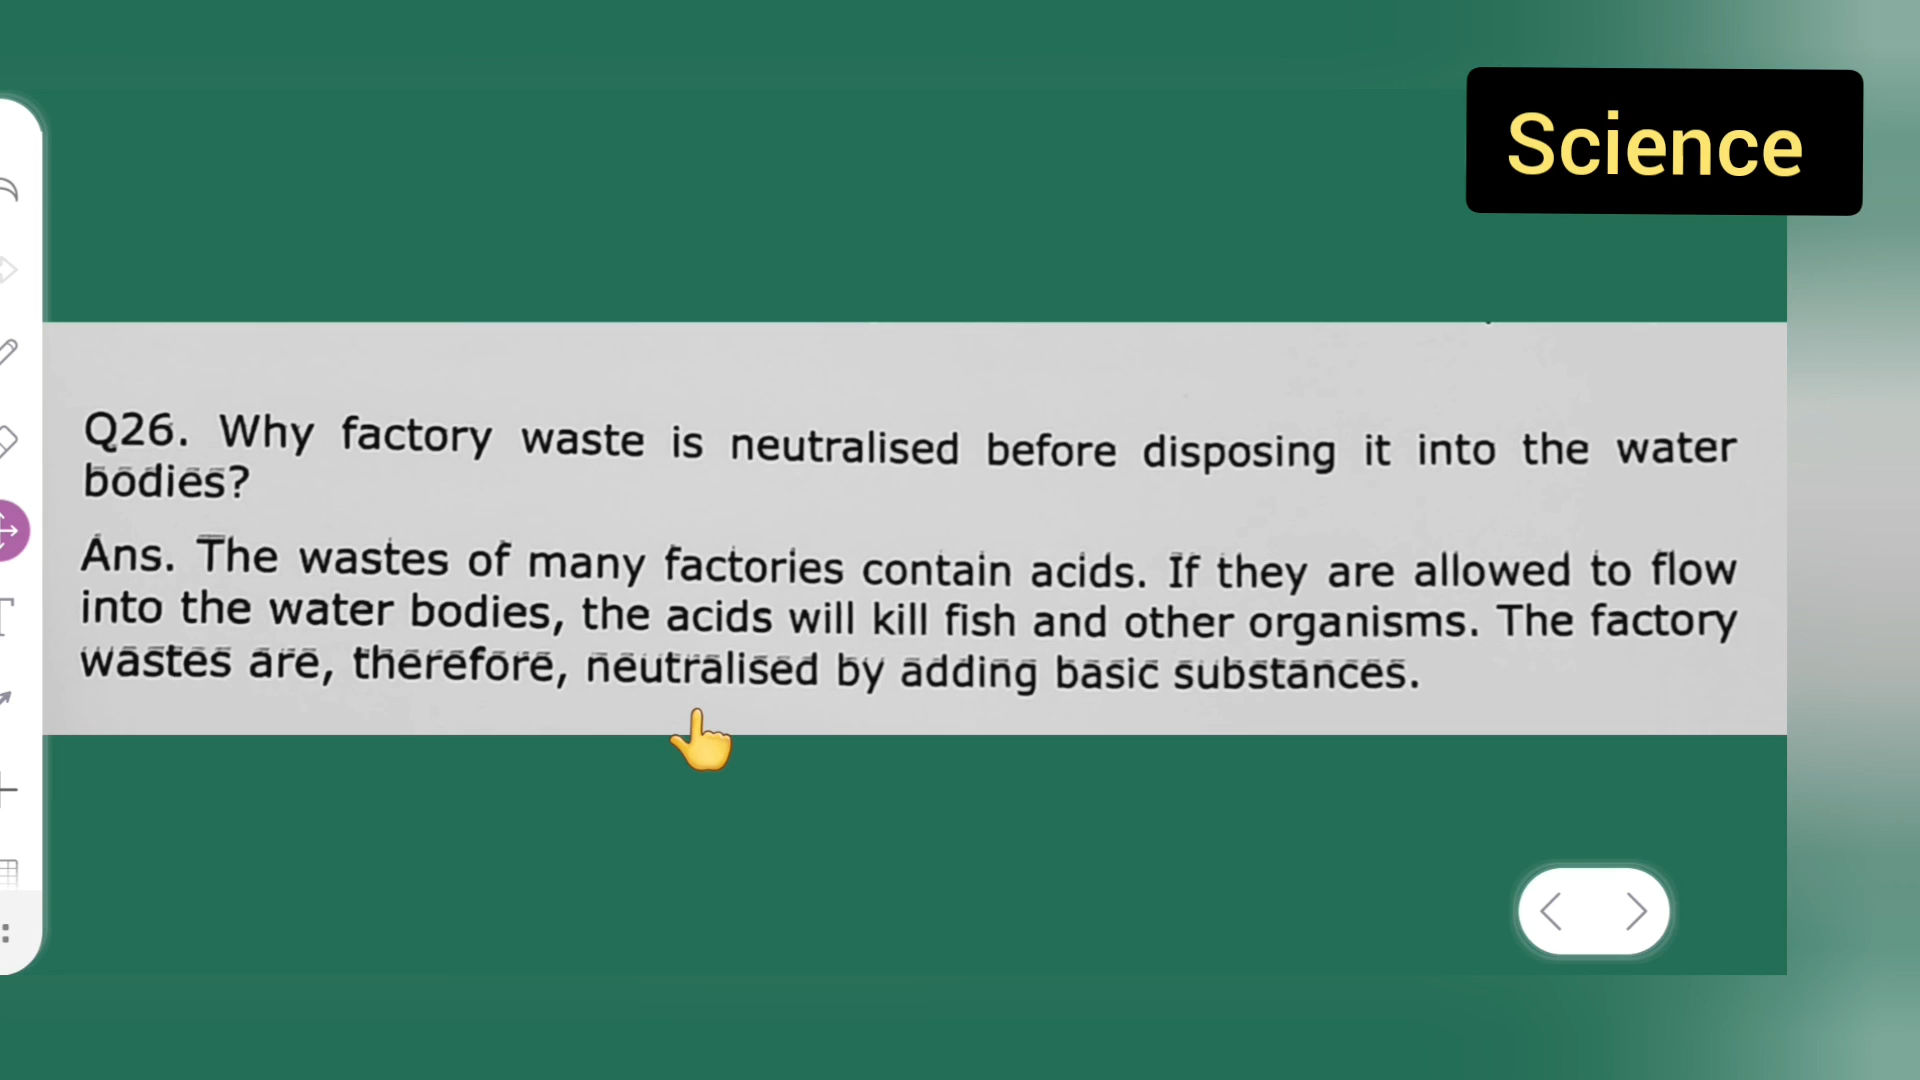 Science
Q26. Why factory waste is neutralised before disposing it into the water
bodies?
Ans. The wastes of many factories contain acids. If they are allowed to flow
into the water bodies, the acids will kill fish and other organisms. The factory
wastes are, therefore, neutralised by adding basic substances.